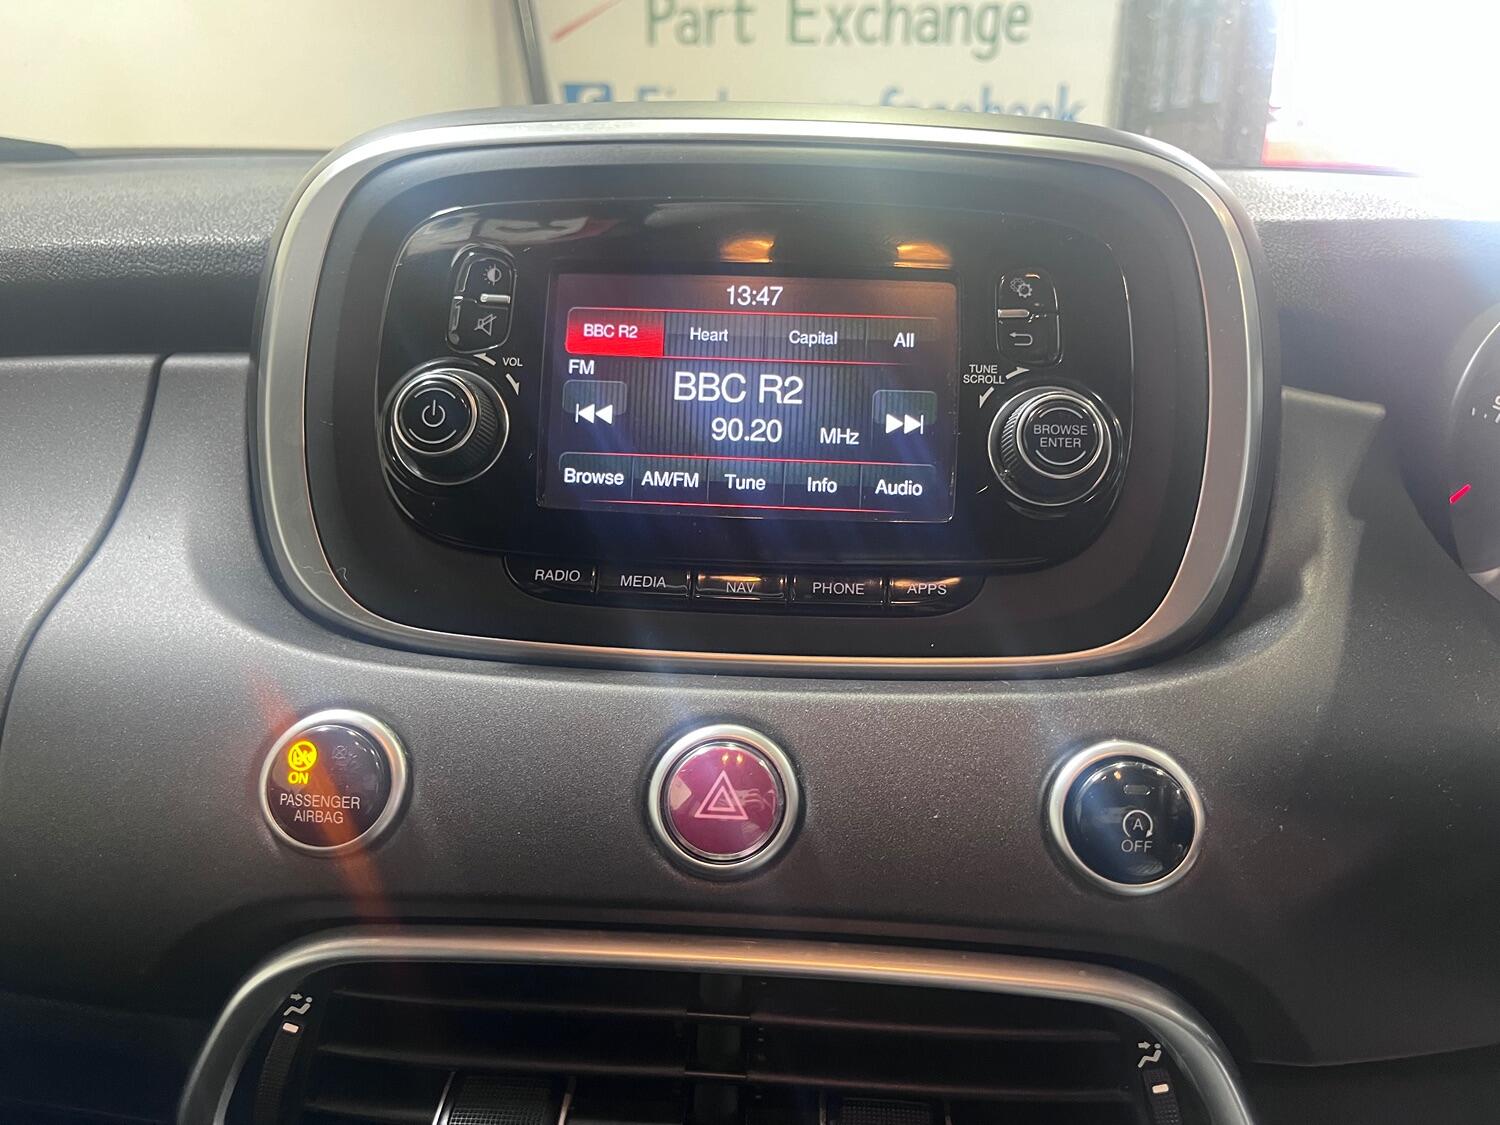 Part Exchange
facebook
13:47
BBC R2 Heart Capital All
FM
BBC R2
90.20 MHz
Browse AM/FM Tune Info Audio
VOL
TUNE
SCROLL
BROWSE
ENTER
RADIO MEDIA NAV PHONE APPS
ON
PASSENGER
AIRBAG
A
OFF